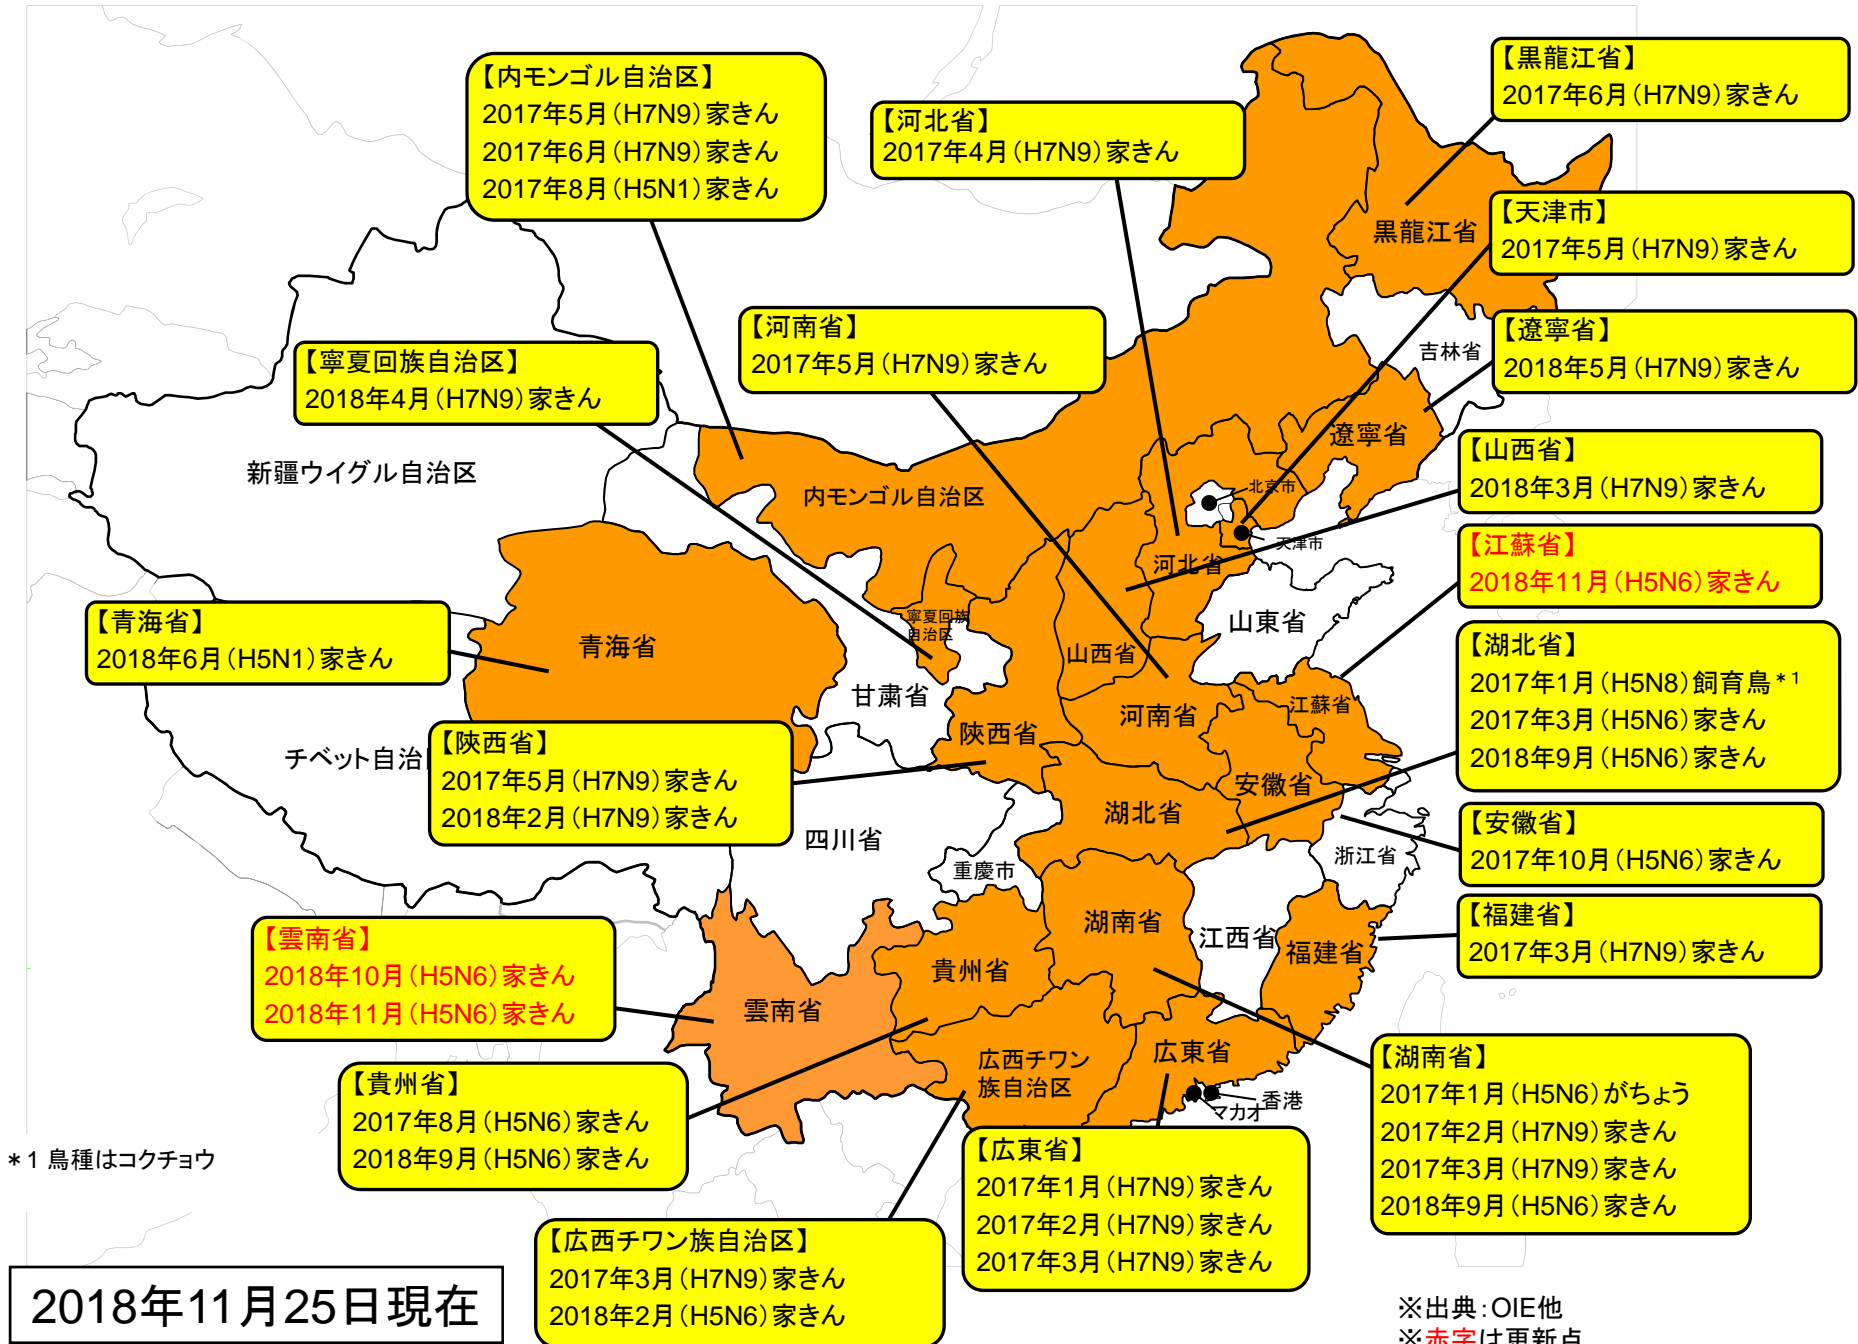 【内モンゴル自治区】
2017年5月（H7N9）家きん
2017年6月（H7N9）家きん
2017年8月（H5N1）家きん
【河北省】
2017年4月（H7N9）家きん
【黒龍江省】
2017年6月（H7N9）家きん
【天津市】
2017年5月（H7N9）家きん
【河南省】
2017年5月（H7N9）家きん
【遼寧省】
2018年5月（H7N9）家きん
【寧夏回族自治区】
2018年4月（H7N9）家きん
【山西省】
2018年3月（H7N9）家きん
【江蘇省】
2018年11月（H5N6）家きん
【青海省】
2018年6月（H5N1）家きん
【湖北省】
2017年1月（H5N8）飼育鳥＊1
2017年3月（H5N6）家きん
2018年9月（H5N6）家きん
【陝西省】
2017年5月（H7N9）家きん
2018年2月（H7N9）家きん
【安徽省】
2017年10月（H5N6）家きん
【福建省】
2017年3月（H7N9）家きん
【雲南省】
2018年10月（H5N6）家きん
2018年11月（H5N6）家きん
【貴州省】
2017年8月（H5N6）家きん
2018年9月（H5N6）家きん
【湖南省】
2017年1月（H5N6）がちょう
2017年2月（H7N9）家きん
2017年3月（H7N9）家きん
2018年9月（H5N6）家きん
【広東省】
2017年1月（H7N9）家きん
2017年2月（H7N9）家きん
2017年3月（H7N9）家きん
【広西チワン族自治区】
2017年3月（H7N9）家きん
2018年2月（H5N6）家きん
黒龍江省
吉林省
遼寧省
新疆ウイグル自治区
内モンゴル自治区
北京市
天津市
河北省
寧夏回族
自治区
山東省
青海省
山西省
甘粛省
江蘇省
河南省
陝西省
チベット自治
安徽省
湖北省
四川省
重慶市
浙江省
湖南省
江西省
福建省
貴州省
雲南省
広西チワン
族自治区
広東省
香港
マカオ
＊1 鳥種はコクチョウ
2018年11月25日現在
※出典：OIE他
※赤字は更新点